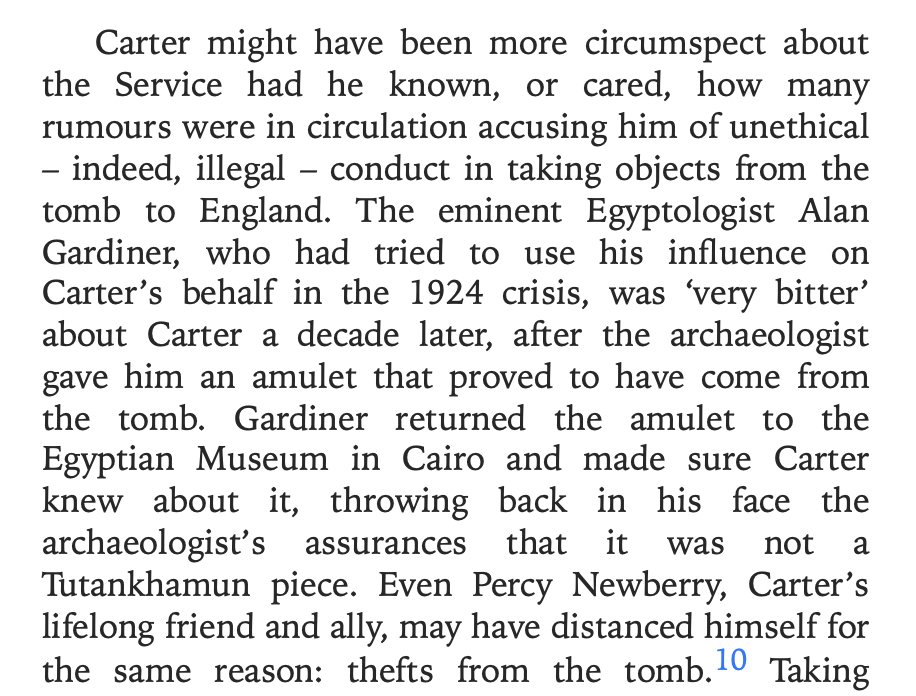 Carter might have been more circumspect about
the Service had he known, or cared, how many
rumours were in circulation accusing him of unethical
– indeed, illegal – conduct in taking objects from the
tomb to England. The eminent Egyptologist Alan
Gardiner, who had tried to use his influence on
Carter’s behalf in the 1924 crisis, was ‘very bitter’
about Carter a decade later, after the archaeologist
gave him an amulet that proved to have come from
the tomb. Gardiner returned the amulet to the
Egyptian Museum in Cairo and made sure Carter
knew about it, throwing back in his face the
archaeologist’s assurances that it was not a
Tutankhamun piece. Even Percy Newberry, Carter’s
lifelong friend and ally, may have distanced himself for
the same reason: thefts from the tomb.10 Taking